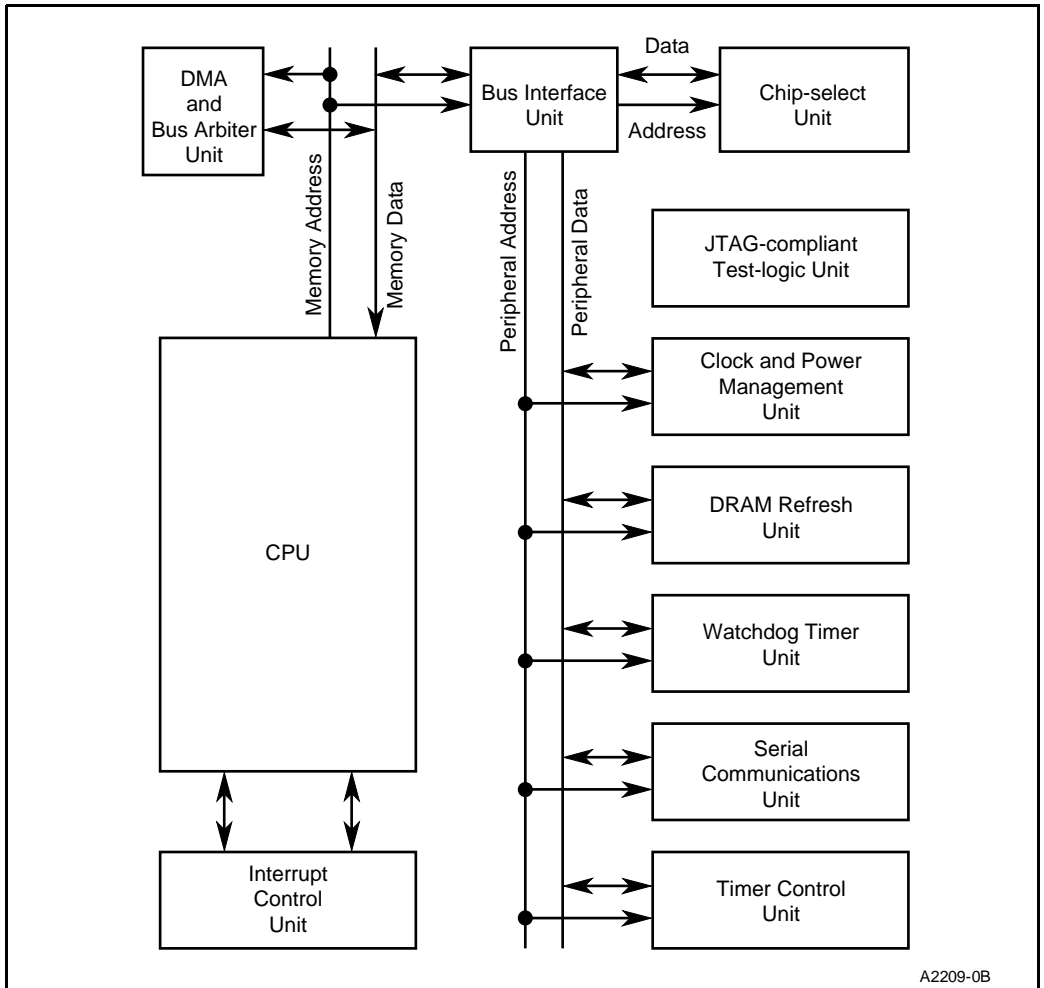 DMA
and
Bus Arbiter
Unit
Bus Interface
Unit
Data
Address
Chip-select
Unit
Memory Address
Memory Data
Peripheral Address
Peripheral Data
JTAG-compliant
Test-logic Unit
Clock and Power
Management
Unit
DRAM Refresh
Unit
CPU
Watchdog Timer
Unit
Serial
Communications
Unit
Interrupt
Control
Unit
Timer Control
Unit
A2209-0B